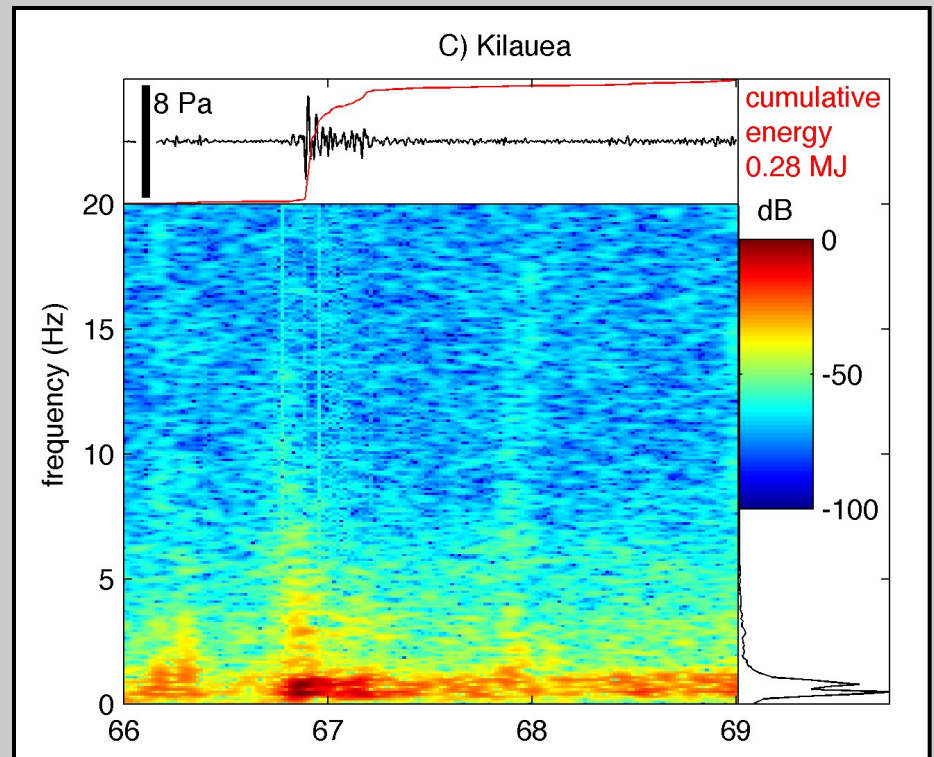 C) Kilauea
8 Pa
cumulative
energy
0.28 MJ
dB
0
-50
-100
frequency (Hz)
20
15
10
5
0
66
67
68
69